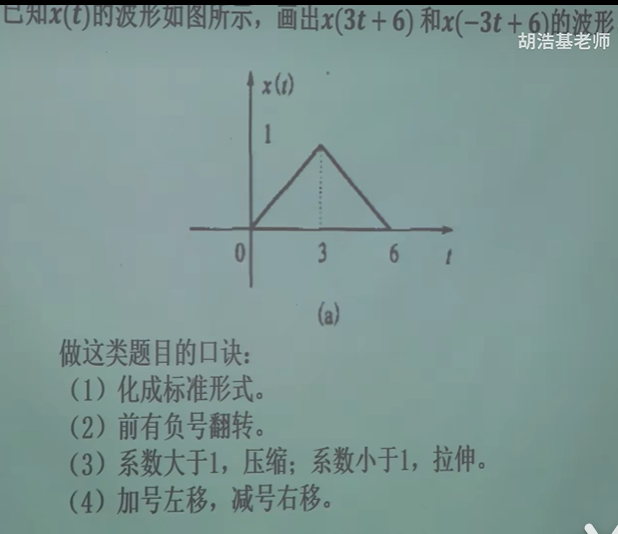 已知x(t)的波形如图所示，画出x(3t+6)和x(-3t+6)的波形
胡浩基老师
x(t)
1
0 3 6 t
(a)
做这类题目的口诀：
（1）化成标准形式。
（2）前有负号翻转。
（3）系数大于1，压缩；系数小于1，拉伸。
（4）加号左移，减号右移。